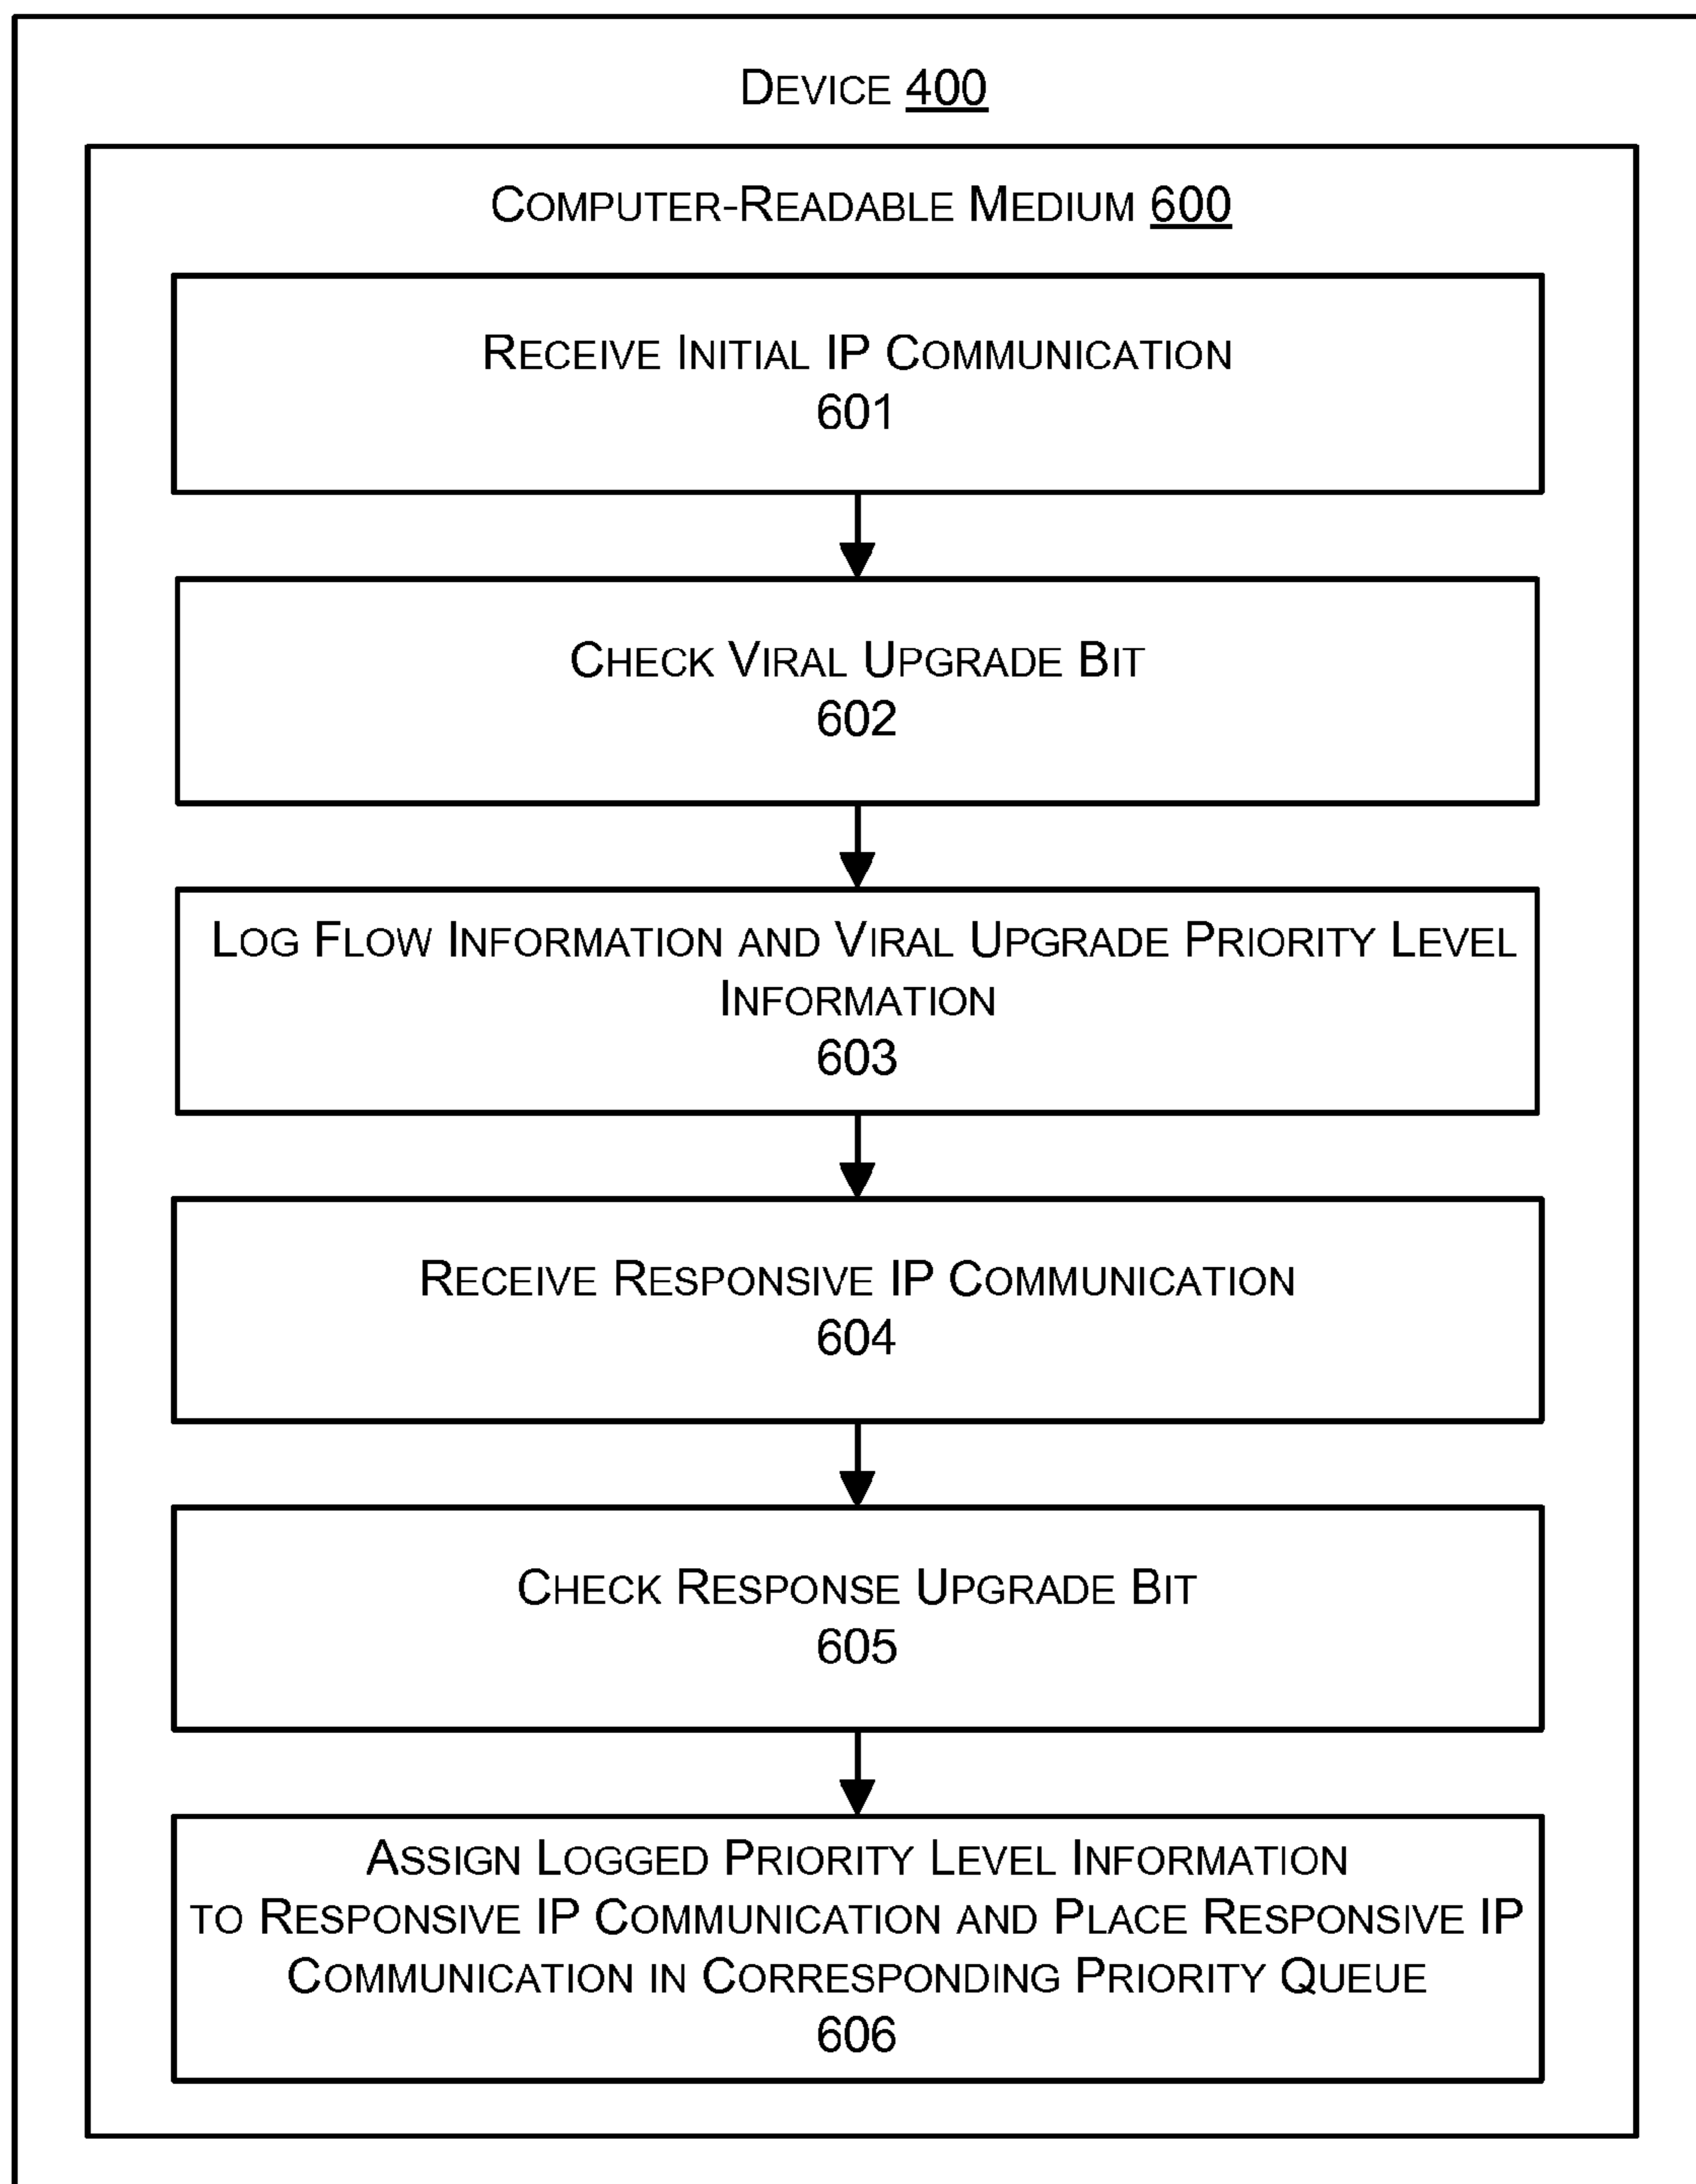 DEVICE 400
COMPUTER-READABLE MEDIUM 600
RECEIVE INITIAL IP COMMUNICATION
601
CHECK VIRAL UPGRADE BIT
602
LOG FLOW INFORMATION AND VIRAL UPGRADE PRIORITY LEVEL
INFORMATION
603
RECEIVE RESPONSIVE IP COMMUNICATION
604
CHECK RESPONSE UPGRADE BIT
605
ASSIGN LOGGED PRIORITY LEVEL INFORMATION
TO RESPONSIVE IP COMMUNICATION AND PLACE RESPONSIVE IP
COMMUNICATION IN CORRESPONDING PRIORITY QUEUE
606